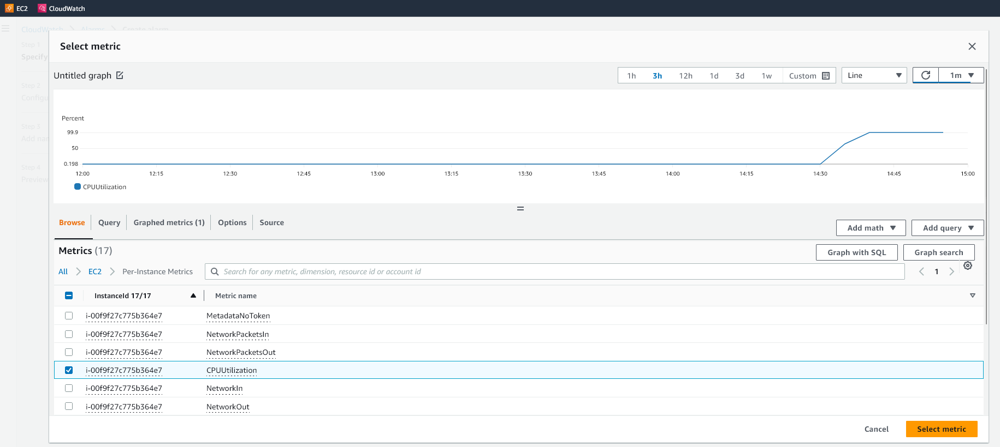 EC2 CloudWatch
CloudWatch Alarms Create alarm
Step 1
Specify
Step 2
Configu
Step 3
Add nam
Step 4
Preview
Select metric
Untitled graph
1h 3h 12h 1d 3d 1w Custom Line 1m
Percent
99.9
50
0.198
12:00 12:15 12:30 12:45 13:00 13:15 13:30 13:45 14:00 14:15 14:30 14:45 15:00
CPUUtilization
Browse Query Graphed metrics (1) Options Source
Add math Add query
Metrics (17)
Graph with SQL Graph search
All EC2 Per-Instance Metrics Search for any metric, dimension, resource id or account id 1
InstanceId 17/17 Metric name
i-00f9f27c775b364e7 MetadataNoToken
i-00f9f27c775b364e7 NetworkPacketsIn
i-00f9f27c775b364e7 NetworkPacketsOut
i-00f9f27c775b364e7 CPUUtilization
i-00f9f27c775b364e7 NetworkIn
i-00f9f27c775b364e7 NetworkOut
Cancel Select metric